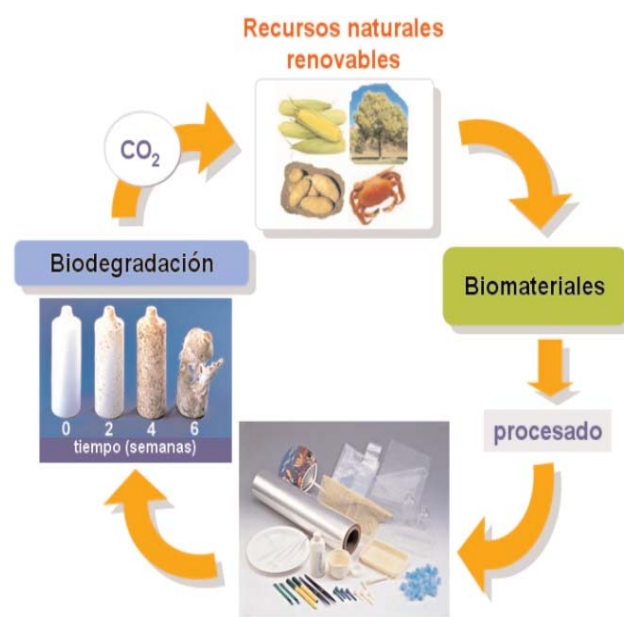 Recursos naturales
renovables
CO₂
Biodegradación
Biomateriales
0 2 4 6
tiempo (semanas)
procesado